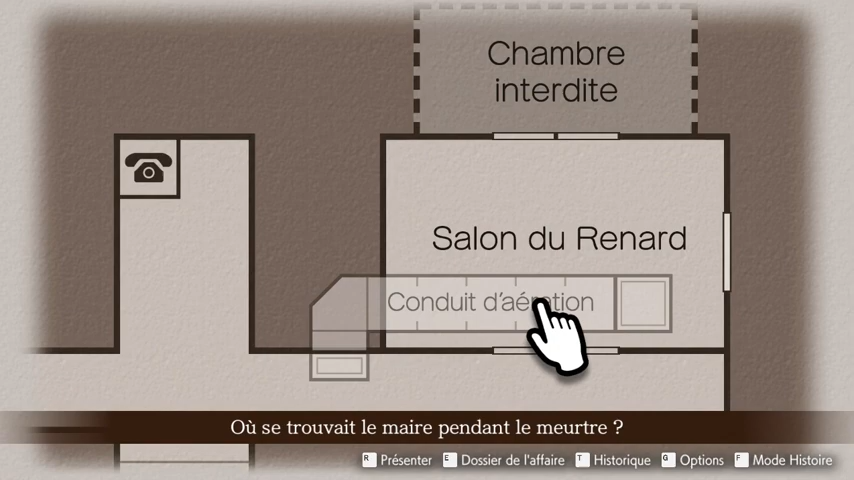 Chambre
interdite
Salon du Renard
Conduit d'aération
Où se trouvait le maire pendant le meurtre ?
R Présenter E Dossier de l'affaire T Historique G Options F Mode Histoire